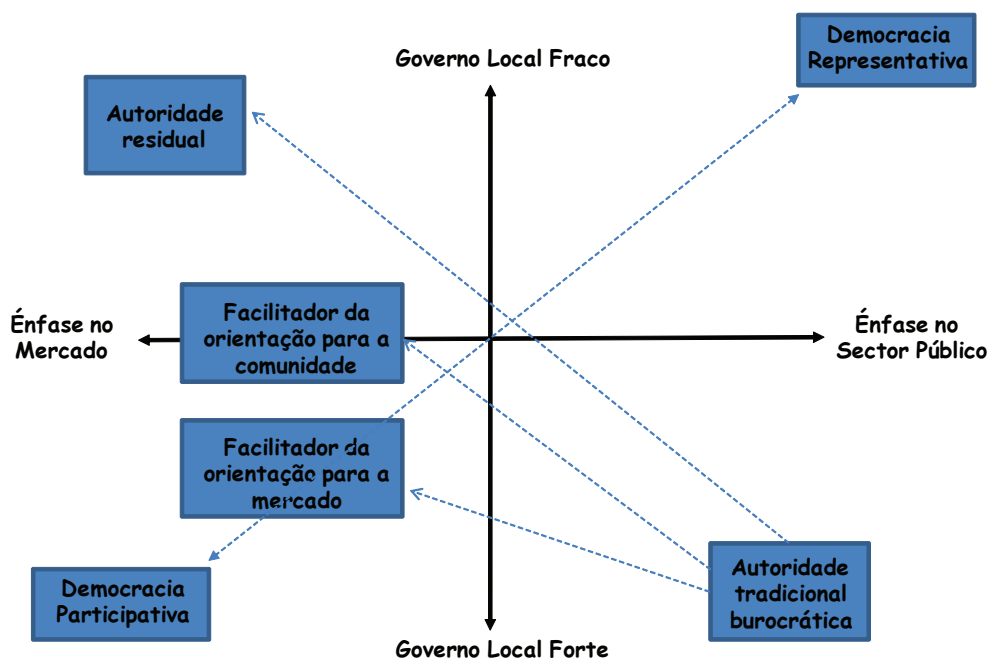 Democracia
Representativa
Governo Local Fraco
Autoridade
residual
Énfase no
Mercado
Facilitador da
orientação para a
comunidade
Énfase no
Sector Público
Facilitador da
orientação para a
mercado
Democracia
Participativa
Autoridade
tradicional
burocrática
Governo Local Forte